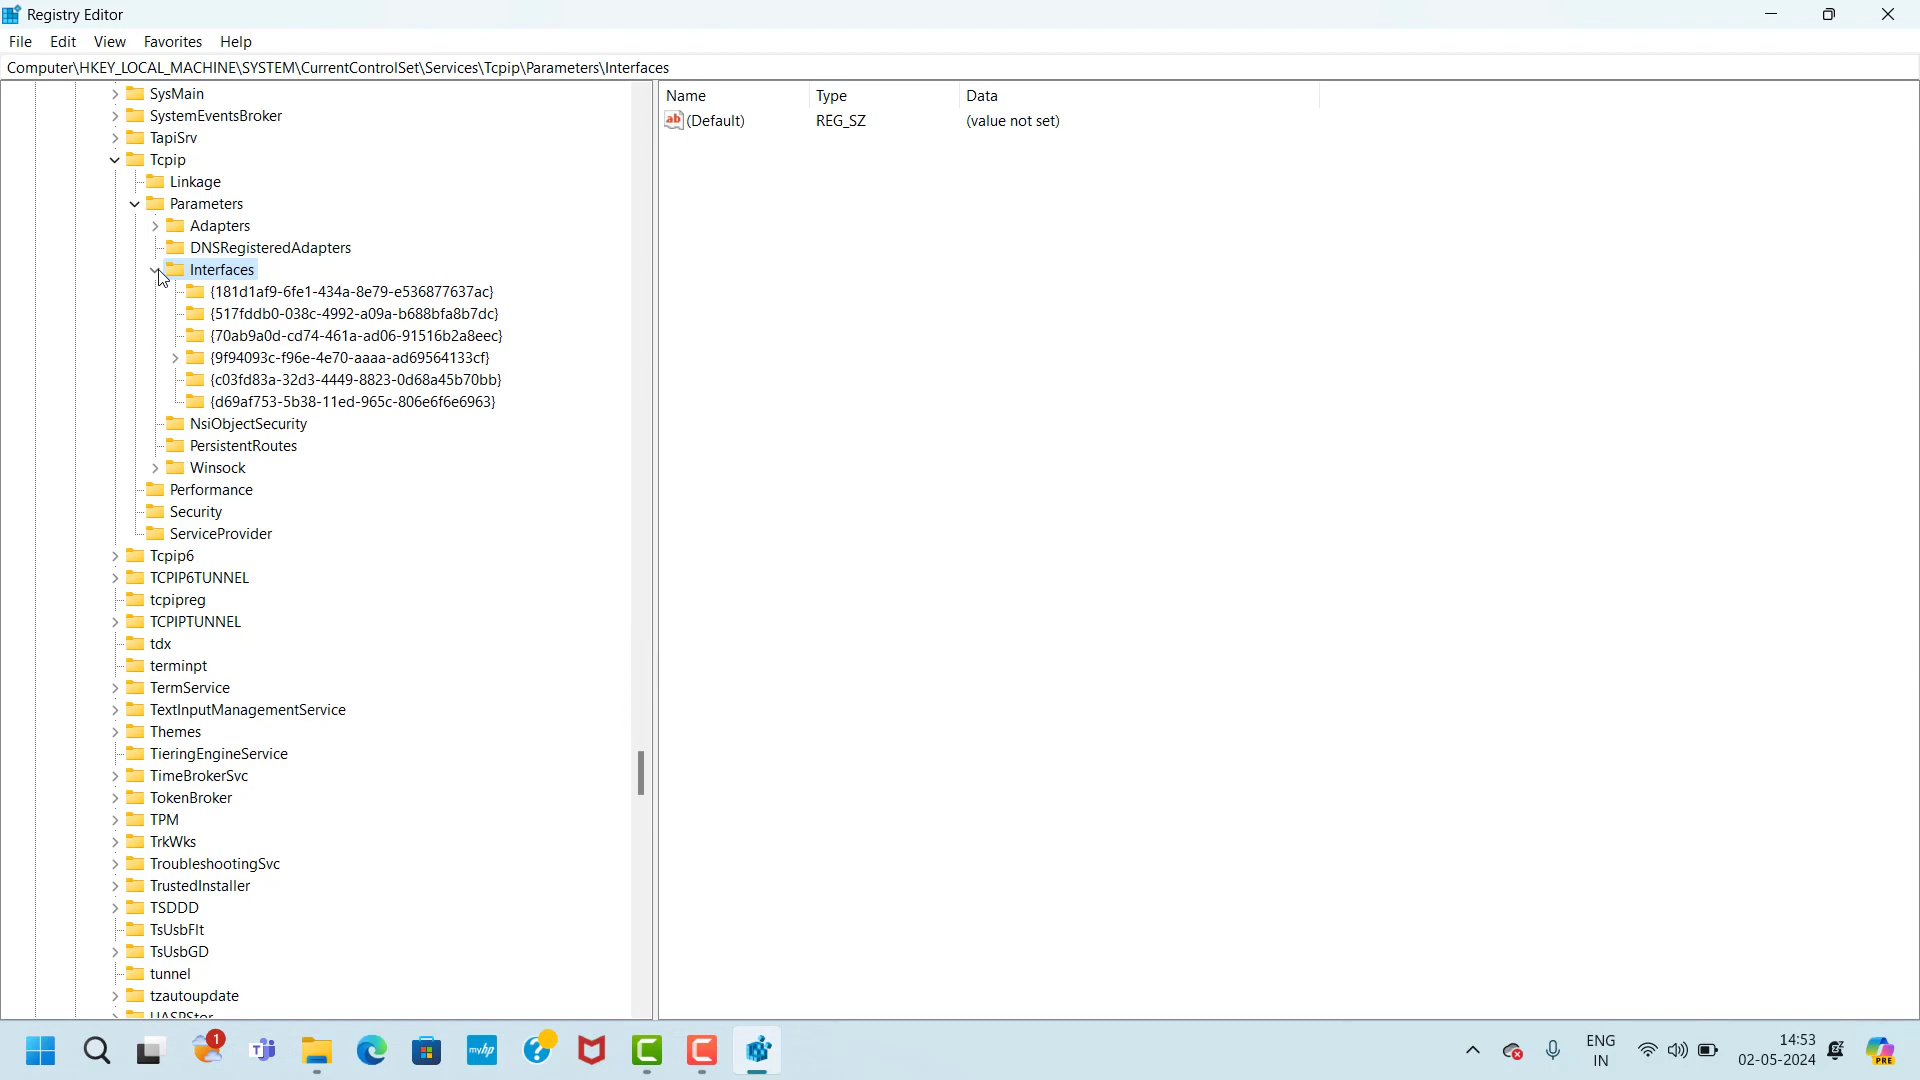 Registry Editor
File Edit View Favorites Help
Computer\HKEY_LOCAL_MACHINE\SYSTEM\CurrentControlSet\Services\Tcpip\Parameters\Interfaces
Name Type Data
ab (Default) REG_SZ (value not set)
SysMain
SystemEventsBroker
TapiSrv
Tcpip
Linkage
Parameters
Adapters
DNSRegisteredAdapters
Interfaces
{181d1af9-6fe1-434a-8e79-e536877637ac}
{517fddb0-038c-4992-a09a-b688bfa8b7dc}
{70ab9a0d-cd74-461a-ad06-91516b2a8eec}
{9f94093c-f96e-4e70-aaaa-ad69564133cf}
{c03fd83a-32d3-4449-8823-0d68a45b70bb}
{d69af753-5b38-11ed-965c-806e6f6e6963}
NsiObjectSecurity
PersistentRoutes
Winsock
Performance
Security
ServiceProvider
Tcpip6
TCPIP6TUNNEL
tcpipreg
TCPIPTUNNEL
tdx
terminpt
TermService
TextInputManagementService
Themes
TieringEngineService
TimeBrokerSvc
TokenBroker
TPM
TrkWks
TroubleshootingSvc
TrustedInstaller
TSDDD
TsUsbFlt
TsUsbGD
tunnel
tzautoupdate
UASPStor
1
myhp
ENG
IN
14:53
02-05-2024
PRE